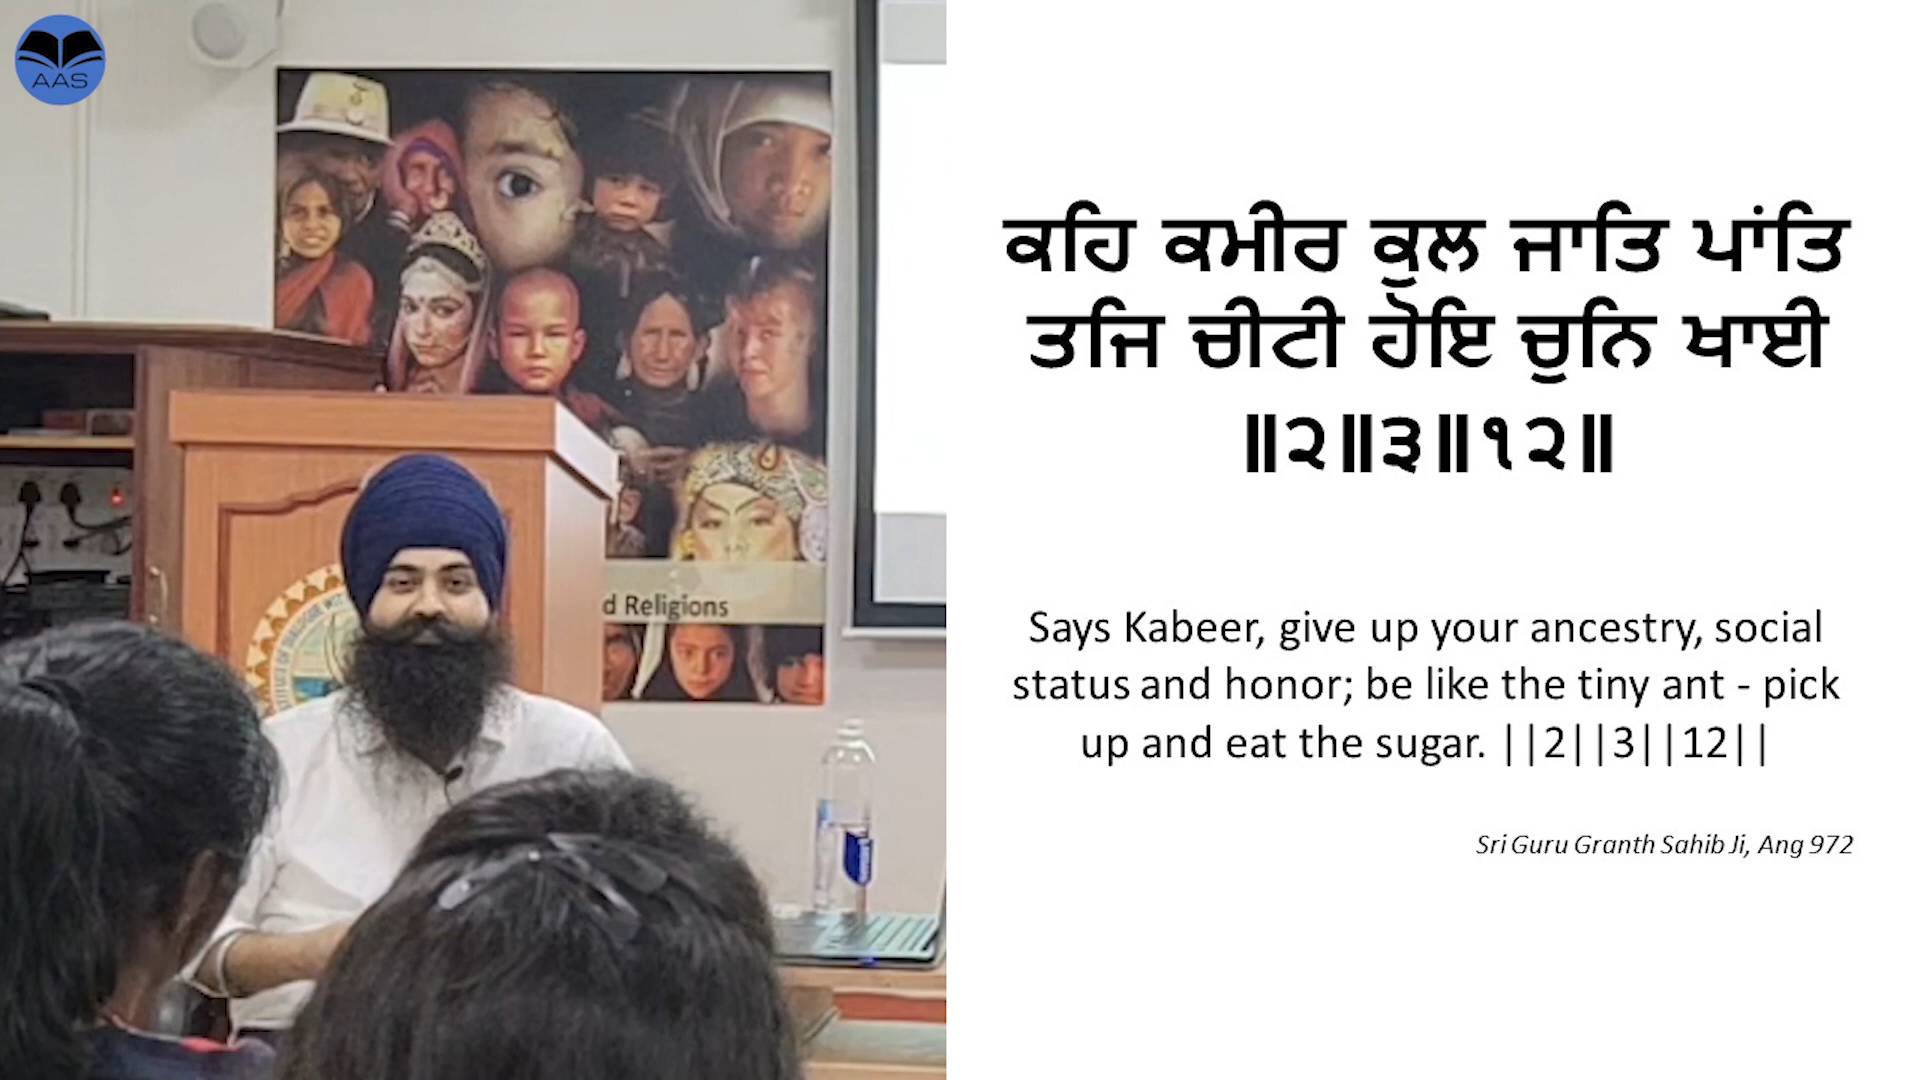 AAS
d Religions
ਕਹਿ ਕਮੀਰ ਕੁਲ ਜਾਤਿ ਪਾਂਤਿ
ਤਜਿ ਚੀਟੀ ਹੋਇ ਚੁਨਿ ਖਾਈ
॥੨॥੩॥੧੨॥
Says Kabeer, give up your ancestry, social
status and honor; be like the tiny ant - pick
up and eat the sugar. ||2||3||12||
Sri Guru Granth Sahib Ji, Ang 972